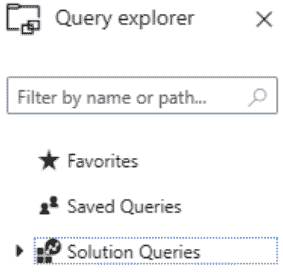 Query explorer
Filter by name or path...
Favorites
Saved Queries
Solution Queries